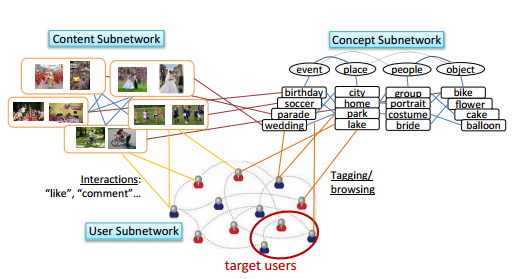 Content Subnetwork
Concept Subnetwork
event place people object
birthday city group bike
soccer home portrait flower
parade park costume cake
wedding lake bride balloon
Interactions:
"like", "comment"...
Tagging/
browsing
User Subnetwork
target users